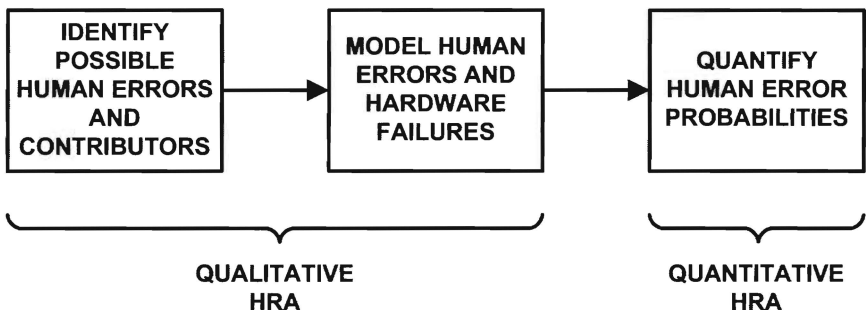 IDENTIFY
POSSIBLE
HUMAN ERRORS
AND
CONTRIBUTORS
MODEL HUMAN
ERRORS AND
HARDWARE
FAILURES
QUANTIFY
HUMAN ERROR
PROBABILITIES
QUALITATIVE
HRA
QUANTITATIVE
HRA